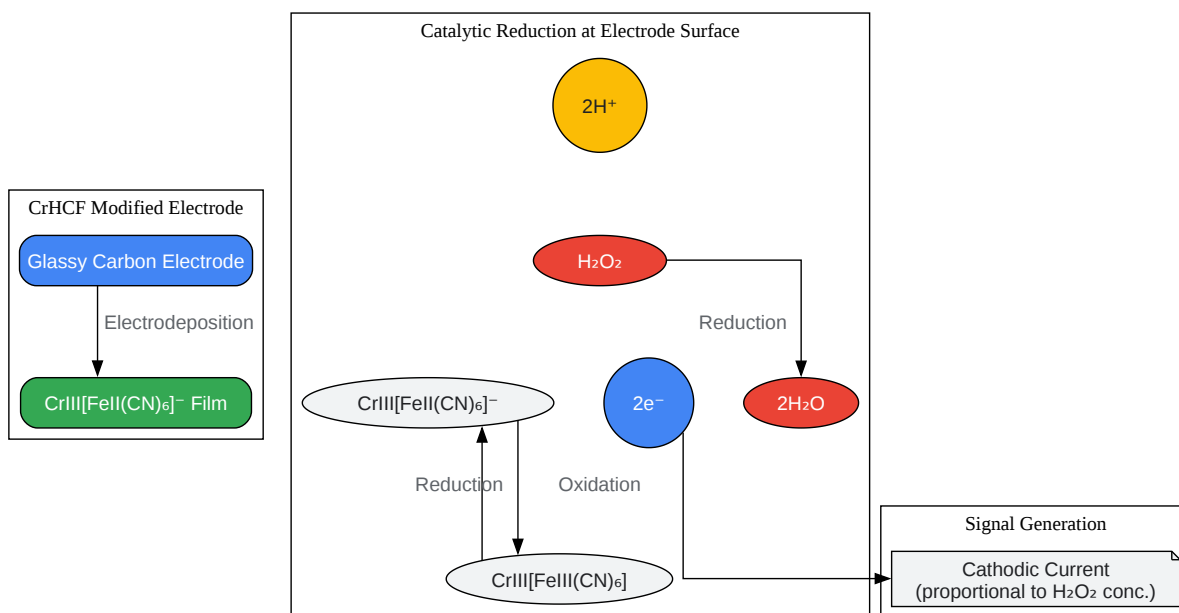 Catalytic Reduction at Electrode Surface
2H⁺
CrHCF Modified Electrode
Glassy Carbon Electrode
H₂O₂
Electrodeposition
Reduction
CrIII[FeII(CN)₆]⁻ Film
CrIII[FeII(CN)₆]⁻
2e⁻
2H₂O
Reduction
Oxidation
Signal Generation
CrIII[FeIII(CN)₆]
Cathodic Current
(proportional to H₂O₂ conc.)